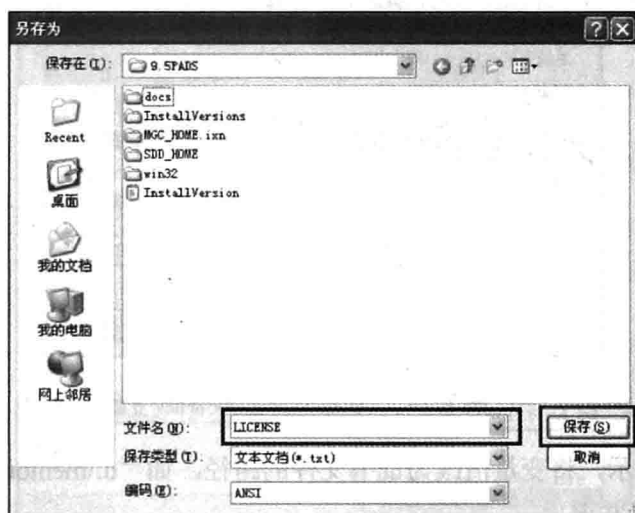 另存为
保存在(I):
9.5PADS
docs
InstallVersions
MGC_HOME.ixn
SDD_HOME
win32
InstallVersion
Recent
桌面
我的文档
我的电脑
网上邻居
文件名(N):
LICENSE
保存(S)
保存类型(T):
文本文档(*.txt)
取消
编码(E):
ANSI